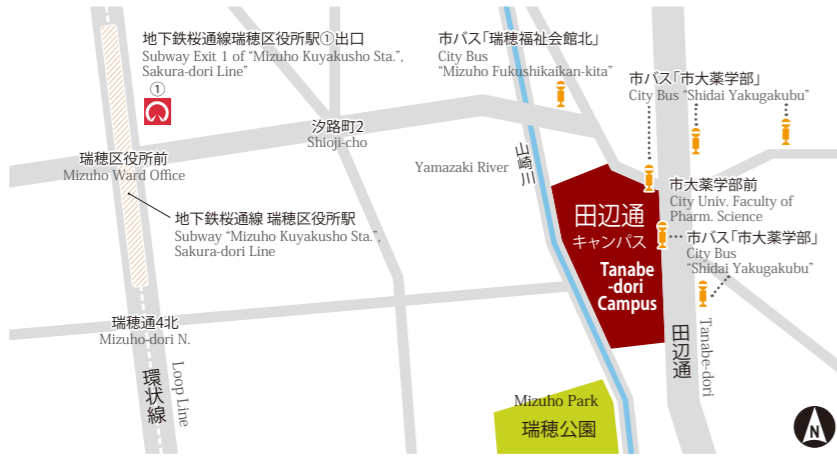 地下鉄桜通線瑞穂区役所駅①出口
Subway Exit 1 of “Mizuho Kuyakusho Sta.”,
Sakura-dori Line”
①
市バス「瑞穂福祉会館北」
City Bus
“Mizuho Fukushikaikan-kita”
市バス「市大薬学部」
City Bus “Shidai Yakugakubu”
汐路町2
Shioji-cho
瑞穂区役所前
Mizuho Ward Office
Yamazaki River
山崎川
地下鉄桜通線 瑞穂区役所駅
Subway “Mizuho Kuyakusho Sta.”,
Sakura-dori Line
田辺通
キャンパス
Tanabe
-dori
Campus
市大薬学部前
City Univ. Faculty of
Pharm. Science
市バス「市大薬学部」
City Bus
“Shidai Yakugakubu”
瑞穂通4北
Mizuho-dori N.
環状線
Loop Line
田辺通
Tanabe-dori
Mizuho Park
瑞穂公園
N